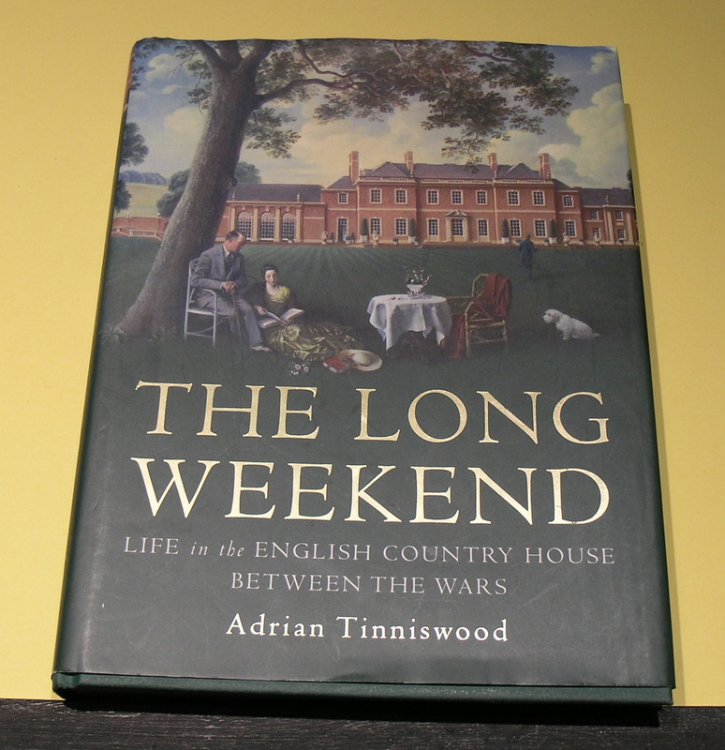 THE LONG
WEEKEND
LIFE in the ENGLISH COUNTRY HOUSE
BETWEEN THE WARS
Adrian Tinniswood